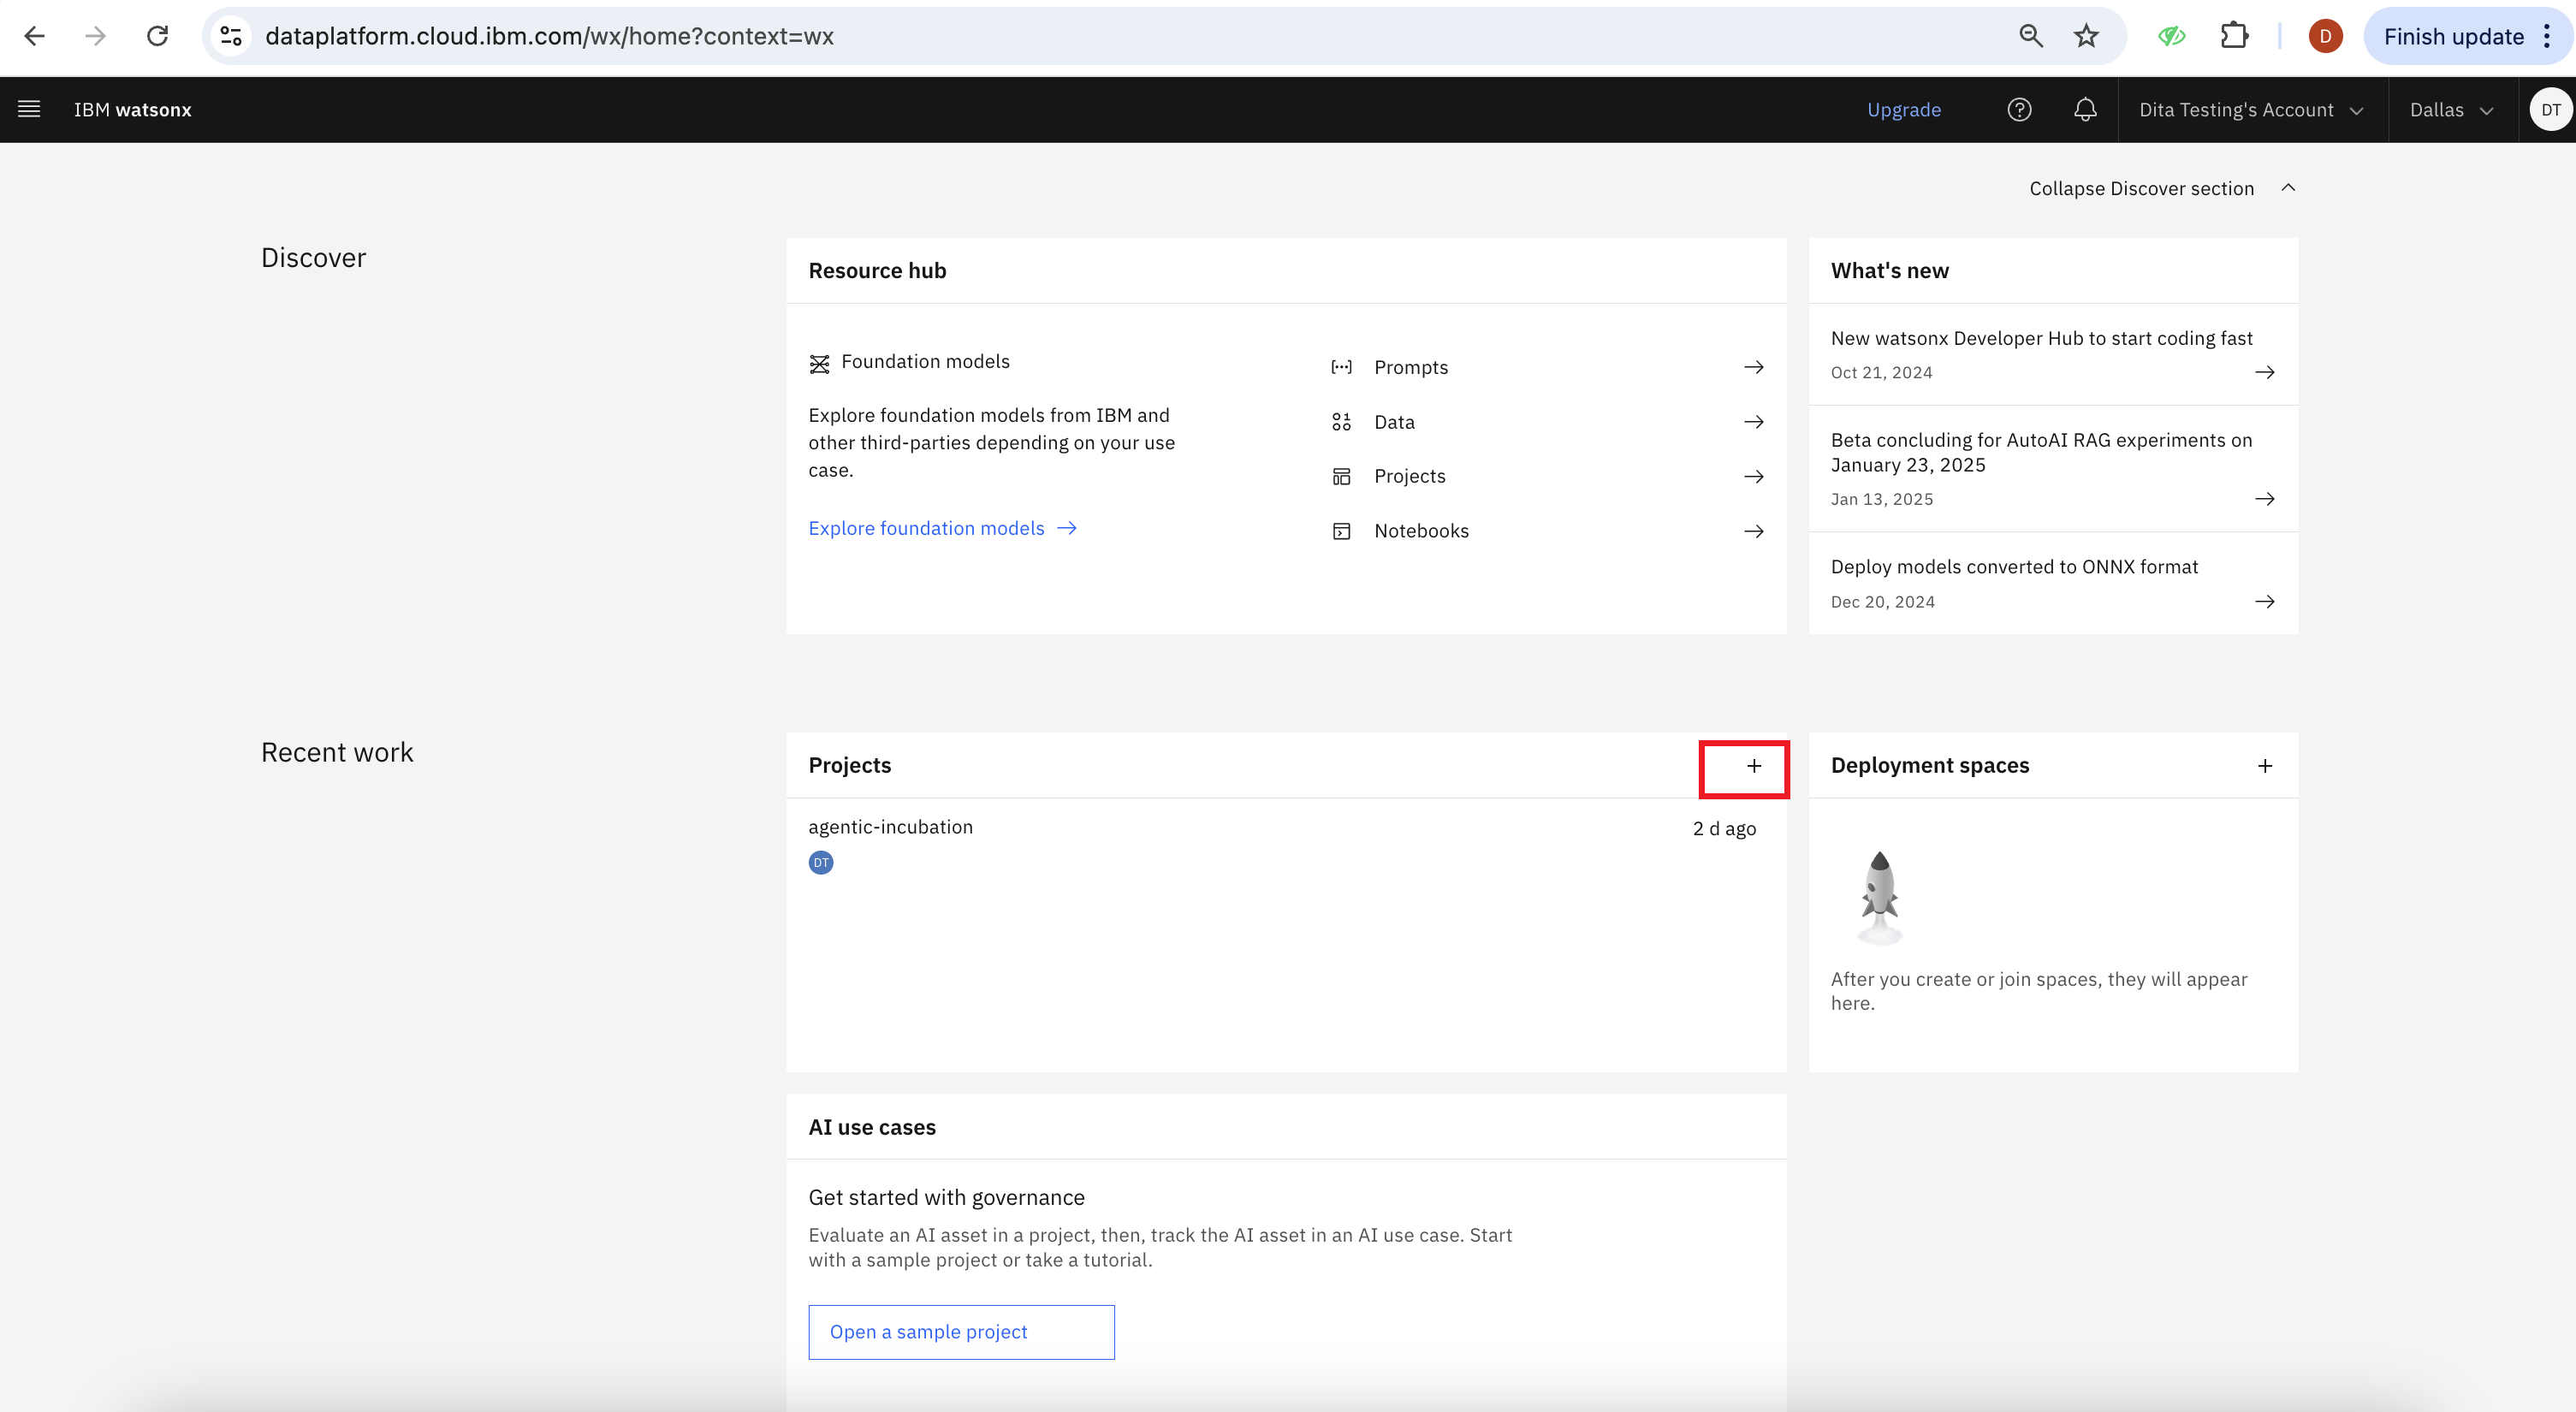 dataplatform.cloud.ibm.com/wx/home?context=wx
D
Finish update
IBM watsonx
Upgrade
Dita Testing's Account
Dallas
DT
Collapse Discover section
Discover
Resource hub
Foundation models
Explore foundation models from IBM and
other third-parties depending on your use
case.
Explore foundation models
Prompts
Data
Projects
Notebooks
What's new
New watsonx Developer Hub to start coding fast
Oct 21, 2024
Beta concluding for AutoAI RAG experiments on
January 23, 2025
Jan 13, 2025
Deploy models converted to ONNX format
Dec 20, 2024
Recent work
Projects
agentic-incubation
2 d ago
DT
Deployment spaces
After you create or join spaces, they will appear
here.
AI use cases
Get started with governance
Evaluate an AI asset in a project, then, track the AI asset in an AI use case. Start
with a sample project or take a tutorial.
Open a sample project